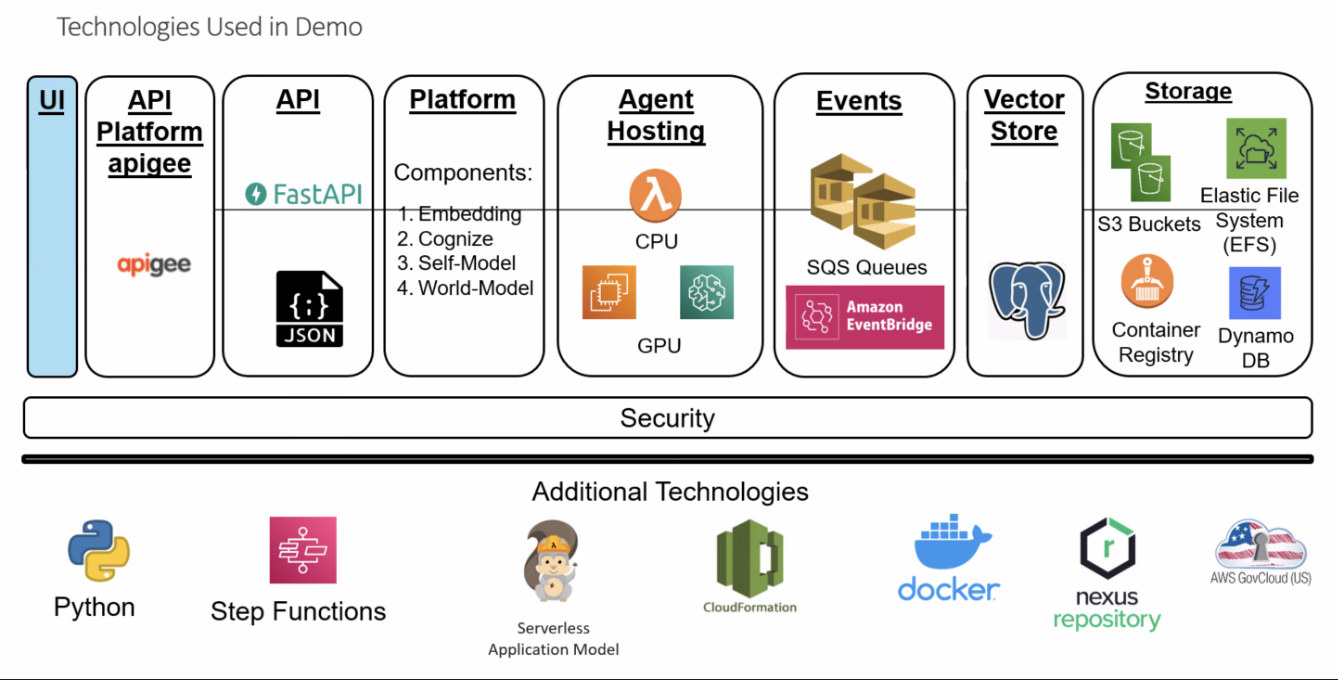 Technologies Used in Demo
UI
API
Platform
apigee
apigee
API
FastAPI
{;}
JSON
Platform
Components:
1. Embedding
2. Cognize
3. Self-Model
4. World-Model
Agent
Hosting
λ
CPU
GPU
Events
SQS Queues
Amazon
EventBridge
Vector
Store
Storage
S3 Buckets
Elastic File
System
(EFS)
Container
Registry
Dynamo
DB
Security
Additional Technologies
Python
Step Functions
Serverless
Application Model
CloudFormation
docker
r
nexus
repository
AWS GovCloud (US)